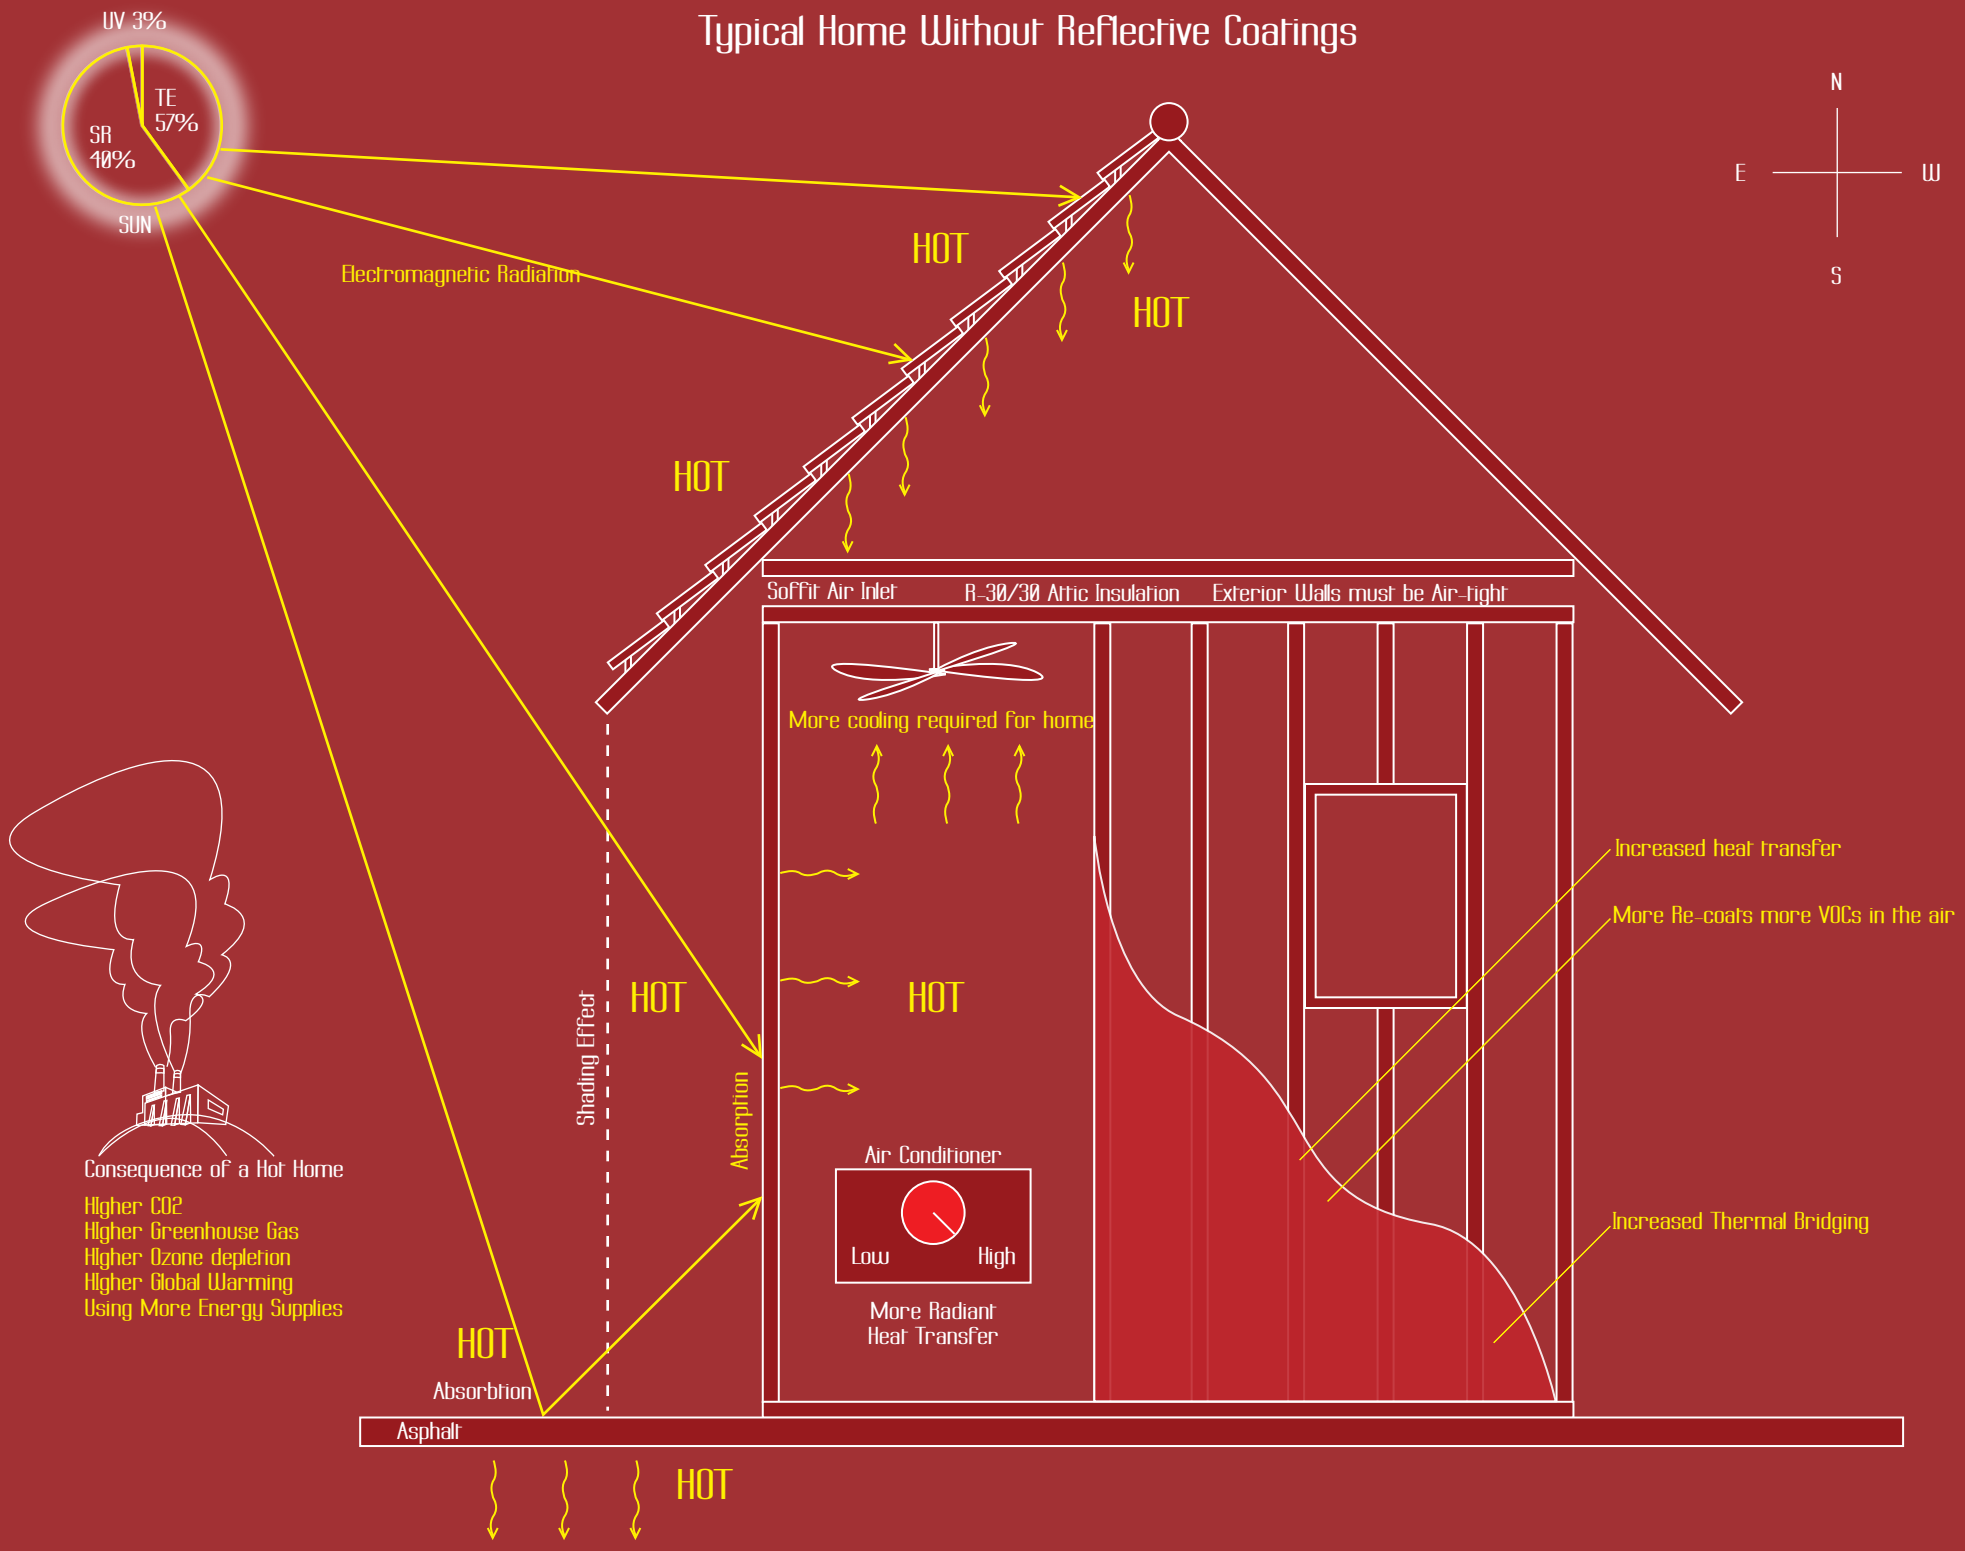 Typical Home Without Reflective Coatings
UV 3%
TE
57%
SR
40%
SUN
N
E
W
S
Electromagnetic Radiation
HOT
HOT
HOT
Soffit Air Inlet
R-30/30 Attic Insulation
Exterior Walls must be Air-tight
More cooling required for home
Increased heat transfer
More Re-coats more VOCs in the air
HOT
HOT
Shading Effect
Absorption
Air Conditioner
Low
High
More Radiant
Heat Transfer
Increased Thermal Bridging
Consequence of a Hot Home
HIgher CO2
HIgher Greenhouse Gas
HIgher Ozone depletion
HIgher Global Warming
Using More Energy Supplies
HOT
Absorbtion
Asphalt
HOT